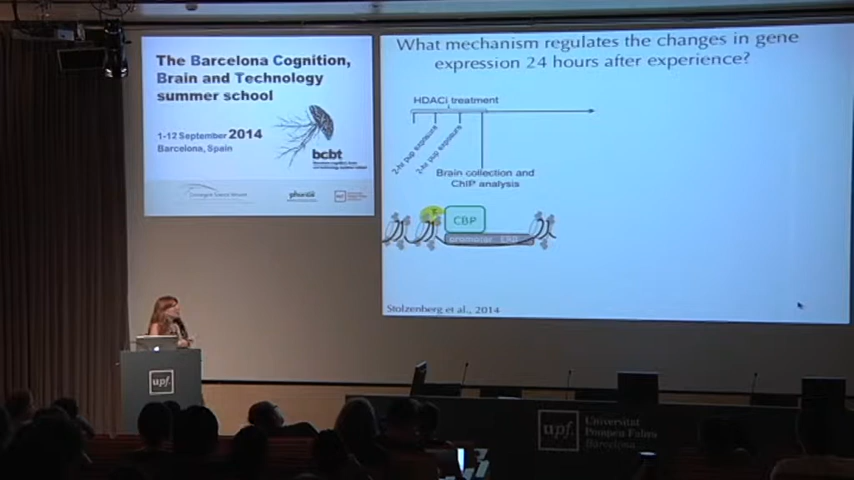 The Barcelona Cognition,
Brain and Technology
summer school
1-12 September 2014
Barcelona, Spain
bcbt
What mechanism regulates the changes in gene
expression 24 hours after experience?
HDACi treatment
2-hr pup exposure
2-hr pup exposure
Brain collection and
ChIP analysis
CBP
promoter
Stolzenberg et al., 2014
upf.
upf.
Universitat
Pompeu Fabra
Barcelona